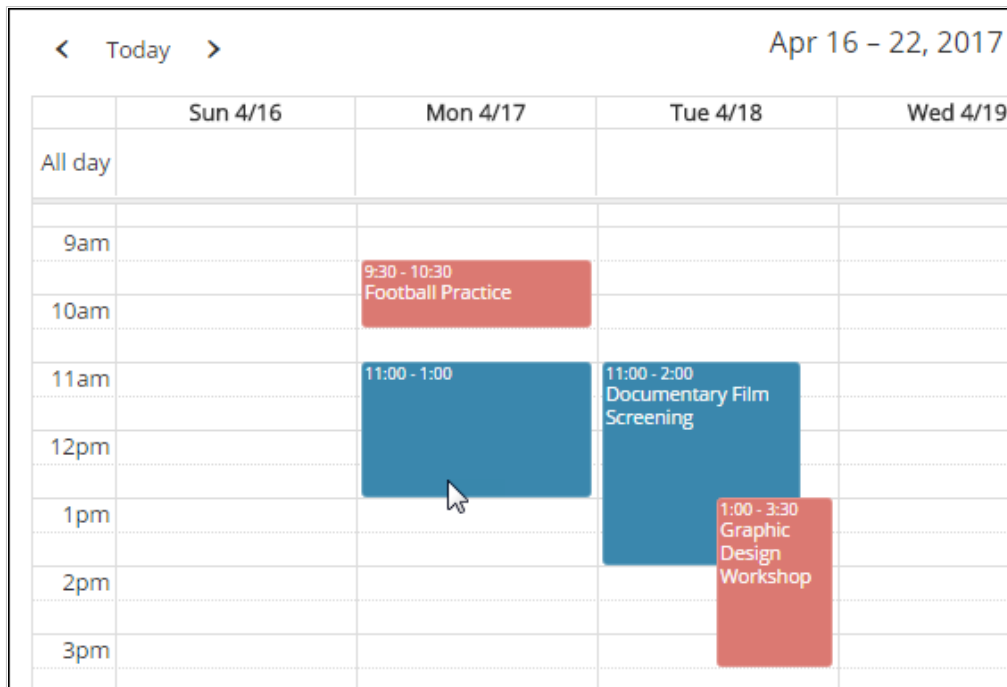 Today
Apr 16 – 22, 2017
Sun 4/16
Mon 4/17
Tue 4/18
Wed 4/19
All day
9am
9:30 - 10:30
Football Practice
10am
11am
11:00 - 1:00
11:00 - 2:00
Documentary Film
Screening
12pm
1pm
1:00 - 3:30
Graphic
Design
Workshop
2pm
3pm